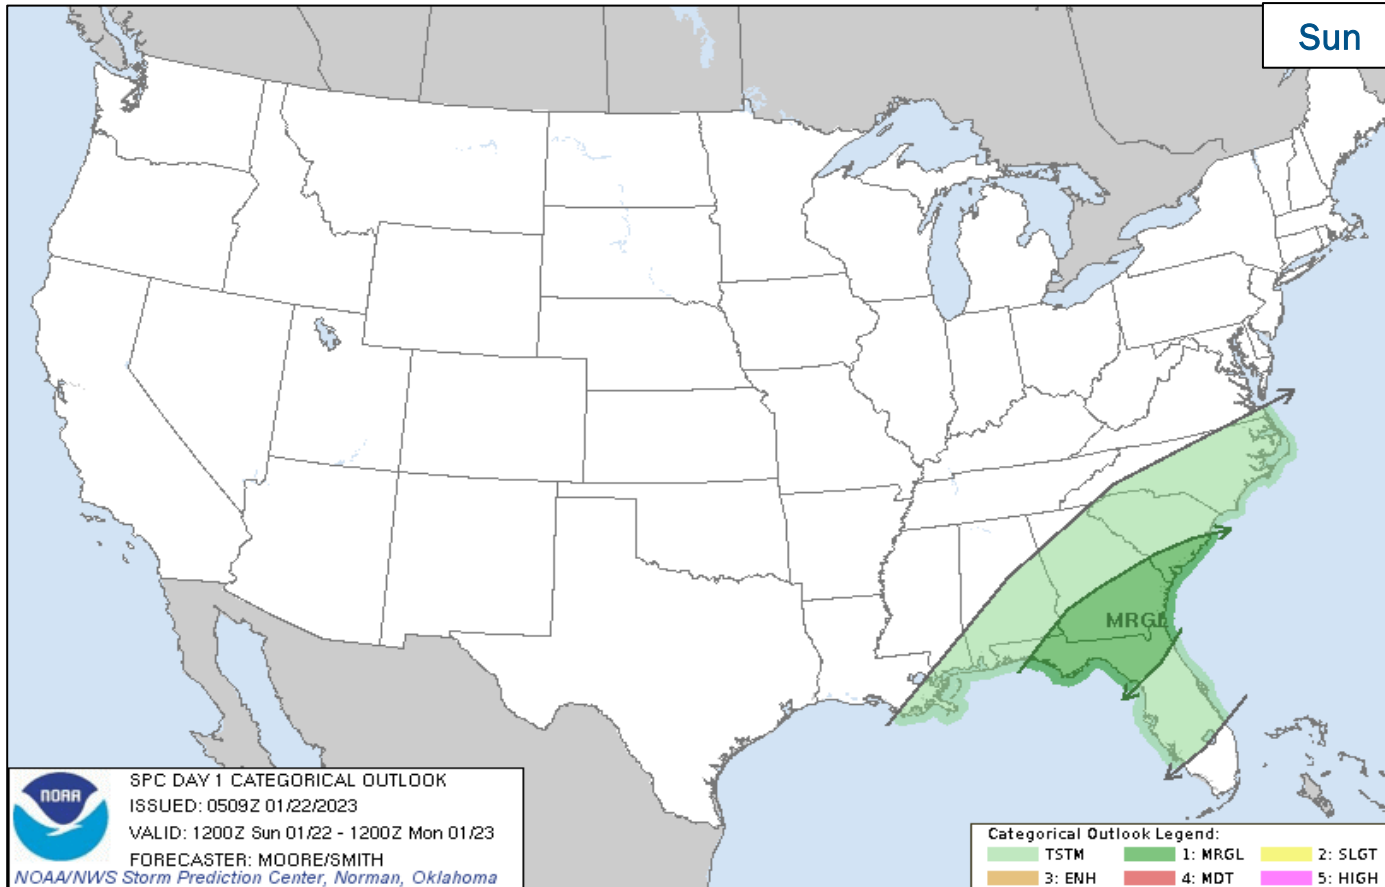 Sun
MRGL
SPC DAY 1 CATEGORICAL OUTLOOK
ISSUED: 0509Z 01/22/2023
VALID: 1200Z Sun 01/22 - 1200Z Mon 01/23
FORECASTER: MOORE/SMITH
NOAA/NWS Storm Prediction Center, Norman, Oklahoma
NOAA
Categorical Outlook Legend:
TSTM 1: MRGL 2: SLGT
3: ENH 4: MDT 5: HIGH